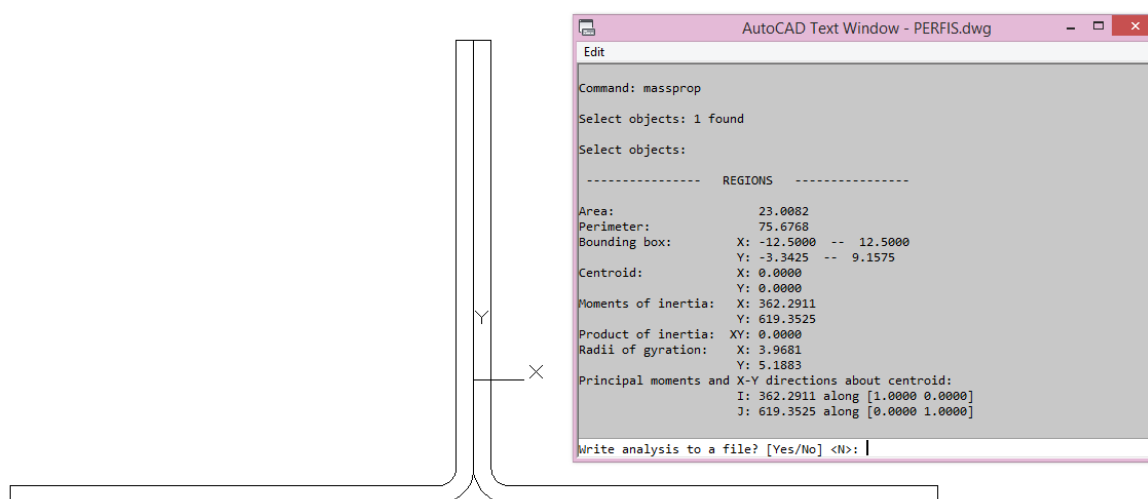 AutoCAD Text Window - PERFIS.dwg
Edit
Command: massprop
Select objects: 1 found
Select objects:
---------------- REGIONS ----------------
Area: 23.0082
Perimeter: 75.6768
Bounding box: X: -12.5000 -- 12.5000
Y: -3.3425 -- 9.1575
Centroid: X: 0.0000
Y: 0.0000
Moments of inertia: X: 362.2911
Y: 619.3525
Product of inertia: XY: 0.0000
Radii of gyration: X: 3.9681
Y: 5.1883
Principal moments and X-Y directions about centroid:
I: 362.2911 along [1.0000 0.0000]
J: 619.3525 along [0.0000 1.0000]
Write analysis to a file? [Yes/No] <N>:
Y
X